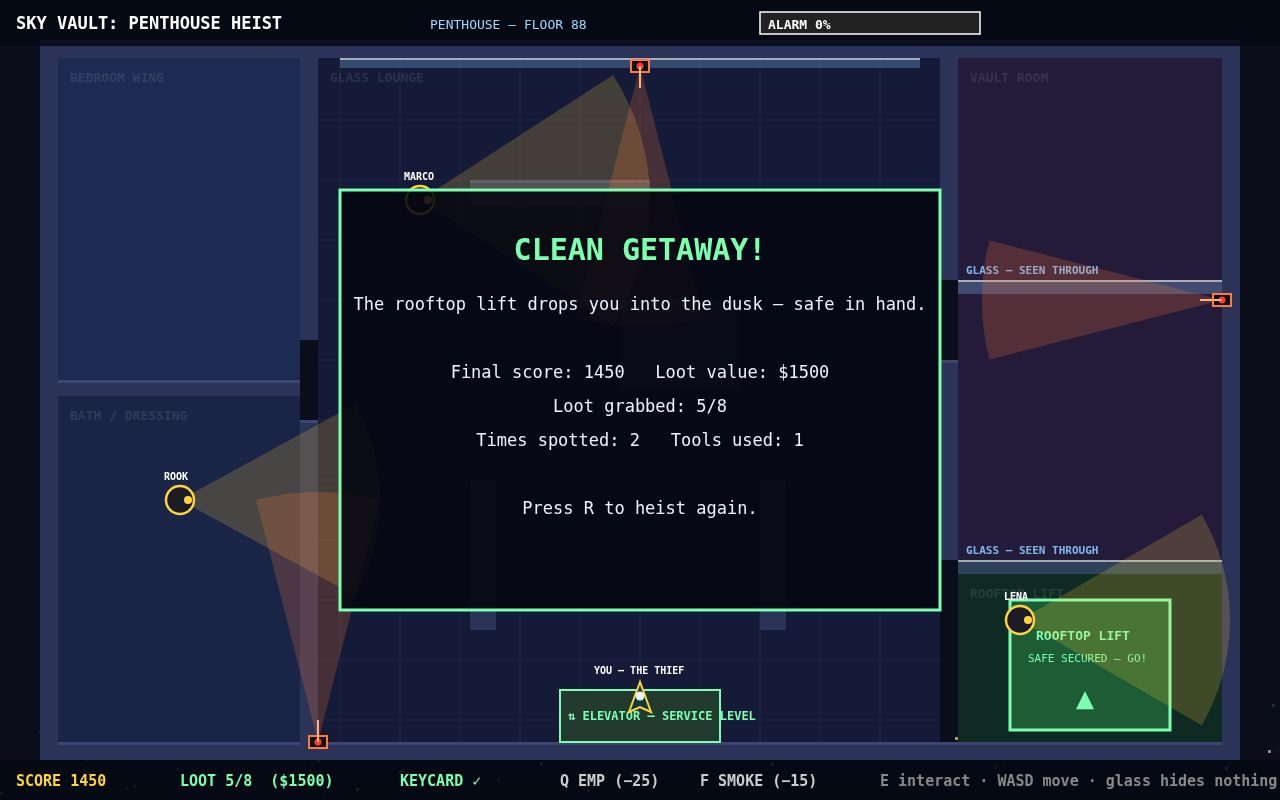 SKY VAULT: PENTHOUSE HEIST
PENTHOUSE — FLOOR 88
ALARM 0%
BEDROOM WING
GLASS LOUNGE
VAULT ROOM
MARCO
CLEAN GETAWAY!
GLASS — SEEN THROUGH
The rooftop lift drops you into the dusk — safe in hand.
Final score: 1450   Loot value: $1500
Loot grabbed: 5/8
BATH / DRESSING
Times spotted: 2   Tools used: 1
ROOK
Press R to heist again.
GLASS — SEEN THROUGH
ROOFTOP LIFT
LENA
ROOFTOP LIFT
SAFE SECURED — GO!
YOU — THE THIEF
⇅ ELEVATOR — SERVICE LEVEL
SCORE 1450
LOOT 5/8  ($1500)
KEYCARD ✓
Q EMP (−25)
F SMOKE (−15)
E interact · WASD move · glass hides nothing